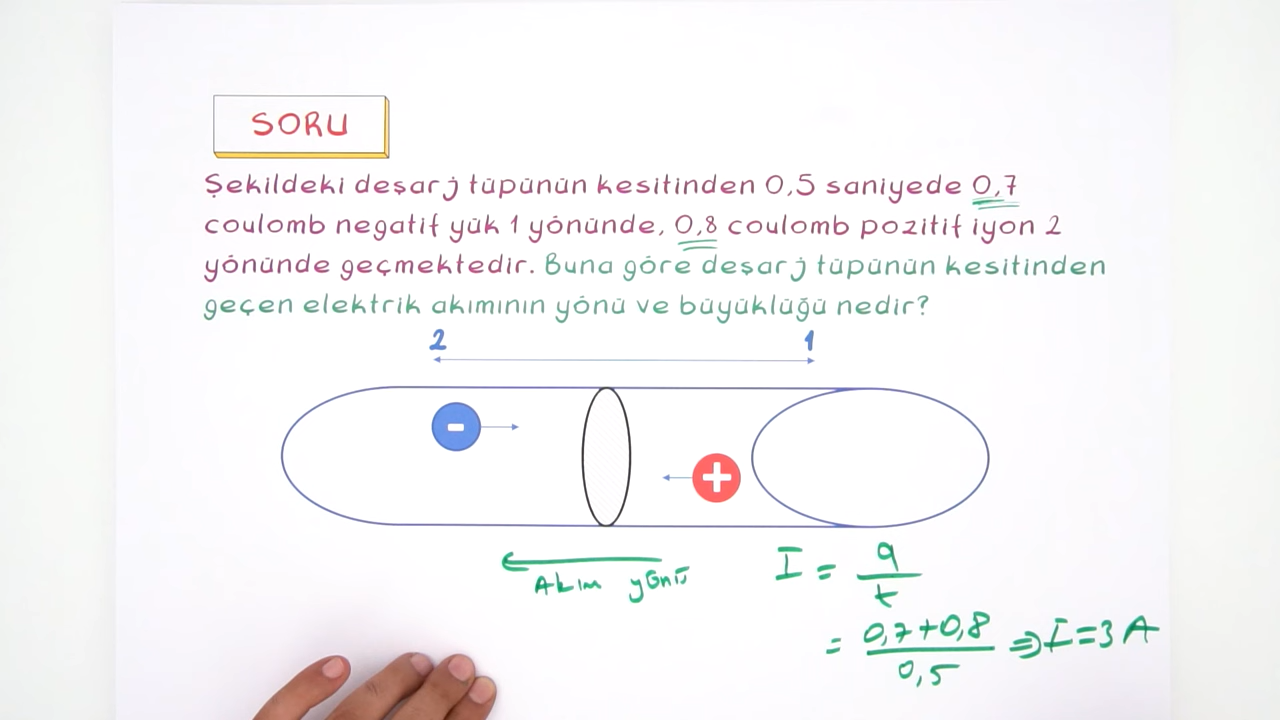 SORU
Şekildeki deşarj tüpünün kesitinden 0,5 saniyede 0,7
coulomb negatif yük 1 yönünde, 0,8 coulomb pozitif iyon 2
yönünde geçmektedir. Buna göre deşarj tüpünün kesitinden
geçen elektrik akımının yönü ve büyüklüğü nedir?
2 1
-
+
Akım yönü
I = q / t
= 0,7+0,8 / 0,5 ⇒ I=3 A